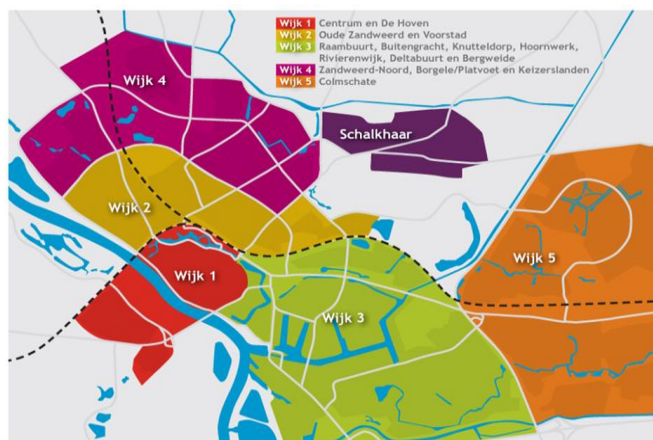 Wijk 1 Centrum en De Hoven
Wijk 2 Oude Zandweerd en Voorstad
Wijk 3 Raambuurt, Buitengracht, Knutteldorp, Hoornwerk,
Rivierenwijk, Deltabuurt en Bergweide
Wijk 4 Zandweerd-Noord, Borgele/Platvoet en Keizerslanden
Wijk 5 Colmschate
Wijk 4
Schalkhaar
Wijk 2
Wijk 5
Wijk 1
Wijk 3